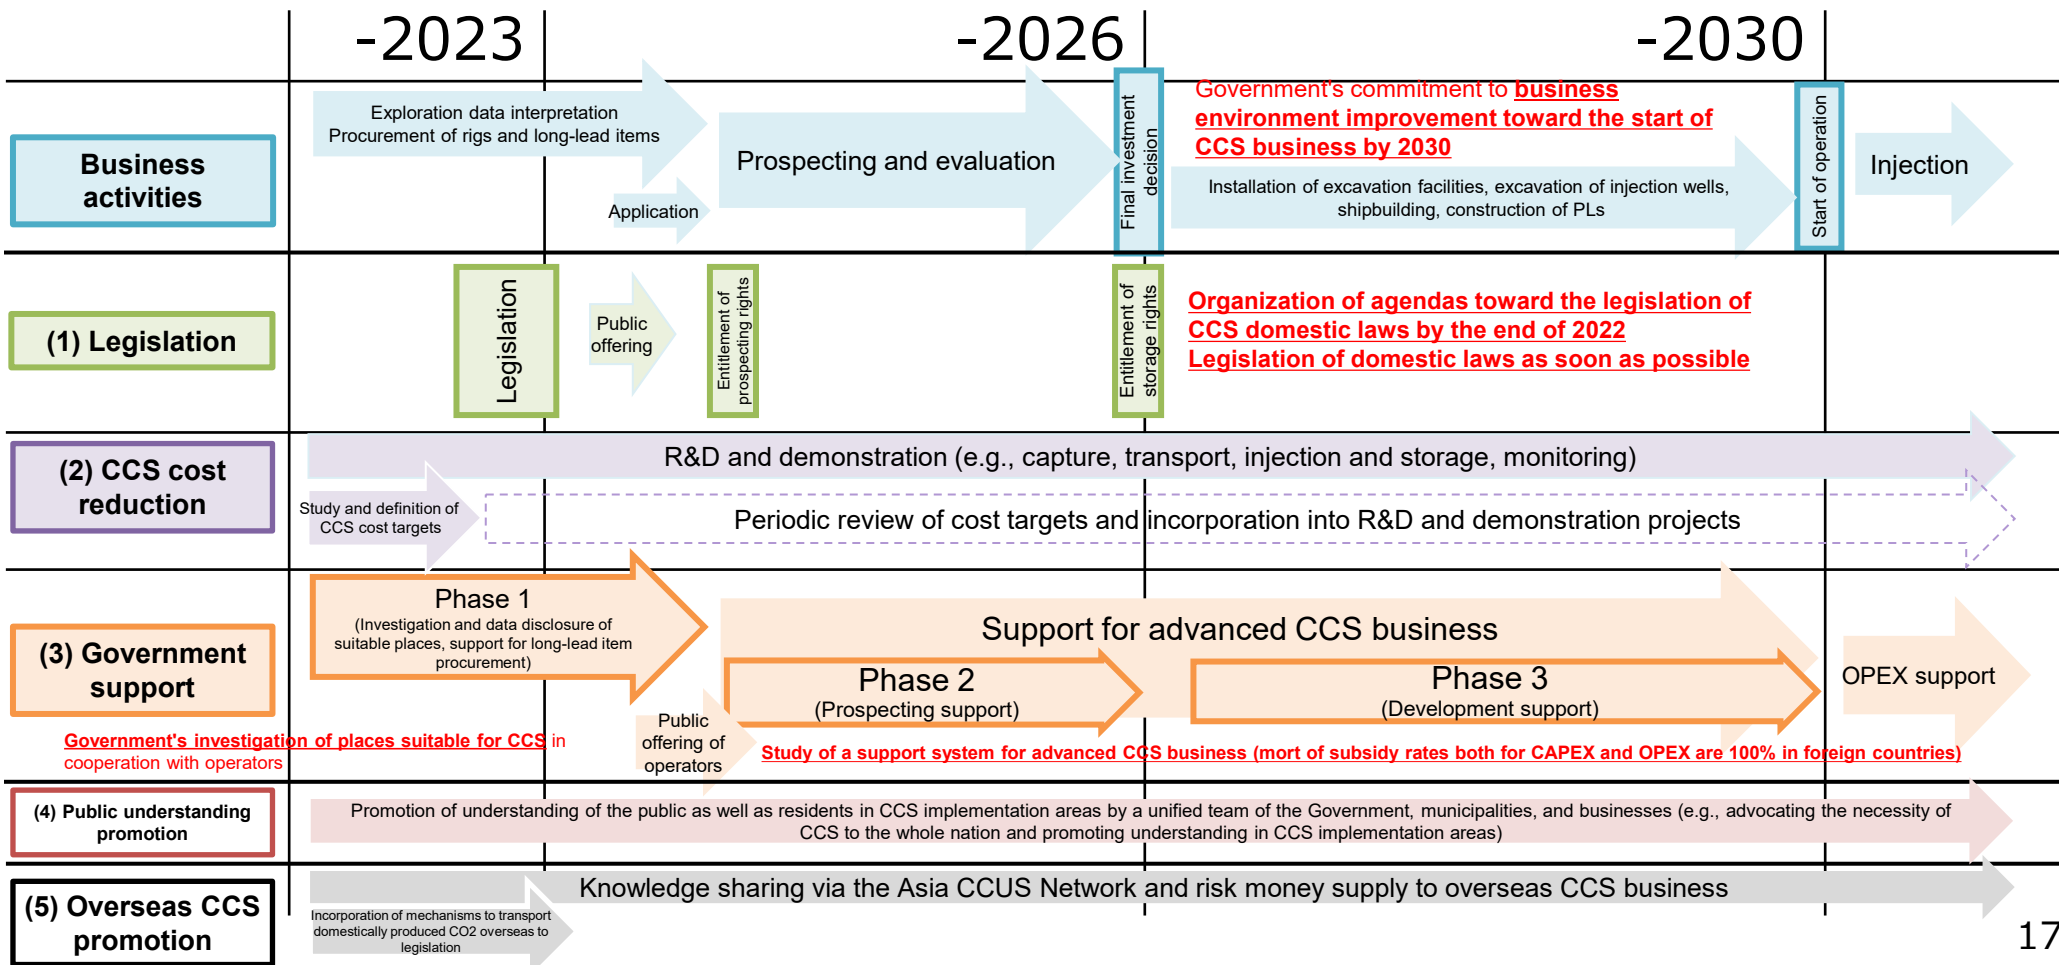 -2023
-2026
-2030
Business
activities
Exploration data interpretation
Procurement of rigs and long-lead items
Application
Prospecting and evaluation
Final investment
decision
Government's commitment to business
environment improvement toward the start of
CCS business by 2030
Installation of excavation facilities, excavation of injection wells,
shipbuilding, construction of PLs
Start of operation
Injection
(1) Legislation
Legislation
Public
offering
Entitlement of
prospecting rights
Entitlement of
storage rights
Organization of agendas toward the legislation of
CCS domestic laws by the end of 2022
Legislation of domestic laws as soon as possible
(2) CCS cost
reduction
R&D and demonstration (e.g., capture, transport, injection and storage, monitoring)
Study and definition of
CCS cost targets
Periodic review of cost targets and incorporation into R&D and demonstration projects
(3) Government
support
Phase 1
(Investigation and data disclosure of
suitable places, support for long-lead item
procurement)
Support for advanced CCS business
Phase 2
(Prospecting support)
Phase 3
(Development support)
OPEX support
Government's investigation of places suitable for CCS in
cooperation with operators
Public
offering of
operators
Study of a support system for advanced CCS business (mort of subsidy rates both for CAPEX and OPEX are 100% in foreign countries)
(4) Public understanding
promotion
Promotion of understanding of the public as well as residents in CCS implementation areas by a unified team of the Government, municipalities, and businesses (e.g., advocating the necessity of
CCS to the whole nation and promoting understanding in CCS implementation areas)
(5) Overseas CCS
promotion
Knowledge sharing via the Asia CCUS Network and risk money supply to overseas CCS business
Incorporation of mechanisms to transport
domestically produced CO2 overseas to
legislation
17